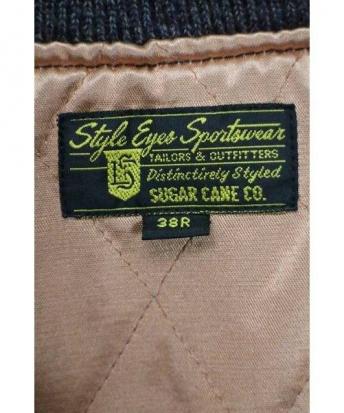 Style Eyes Sportswear
TAILORS & OUTFITTERS
Distinctively Styled
SUGAR CANE CO.
38R